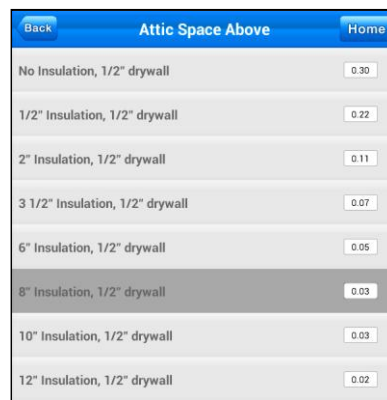 Back Attic Space Above Home
No Insulation, 1/2" drywall 0.30
1/2" Insulation, 1/2" drywall 0.22
2" Insulation, 1/2" drywall 0.11
3 1/2" Insulation, 1/2" drywall 0.07
6" Insulation, 1/2" drywall 0.05
8" Insulation, 1/2" drywall 0.03
10" Insulation, 1/2" drywall 0.03
12" Insulation, 1/2" drywall 0.02